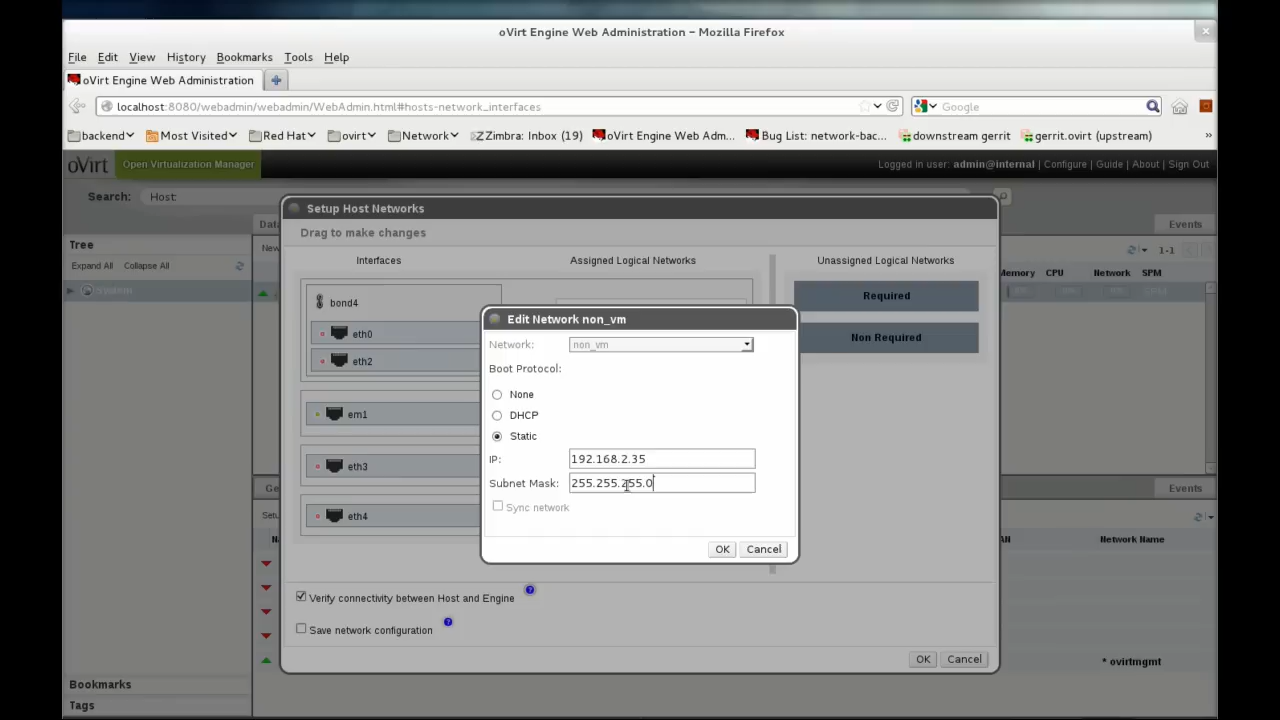 oVirt Engine Web Administration - Mozilla Firefox
File Edit View History Bookmarks Tools Help
oVirt Engine Web Administration
localhost:8080/webadmin/webadmin/WebAdmin.html#hosts-network_interfaces
Google
backend Most Visited Red Hat ovirt Network Zimbra: Inbox (19) oVirt Engine Web Adm... Bug List: network-bac... downstream gerrit gerrit.ovirt (upstream) »
oVirt Open Virtualization Manager Logged in user: admin@internal | Configure | Guide | About | Sign Out
Search: Host:
Setup Host Networks
Data
Events
Drag to make changes
Tree
New
1-1
Expand All Collapse All
Interfaces Assigned Logical Networks Unassigned Logical Networks
Memory CPU Network SPM
System
Required
bond4
Edit Network non_vm
eth0
Non Required
Network: non_vm
eth2
Boot Protocol:
None
em1
DHCP
Static
IP: 192.168.2.35
eth3
Subnet Mask: 255.255.255.0
Ge
Events
Sync network
eth4
Setu
Network Name
OK Cancel
Verify connectivity between Host and Engine
Save network configuration
OK Cancel
* ovirtmgmt
Bookmarks
Tags